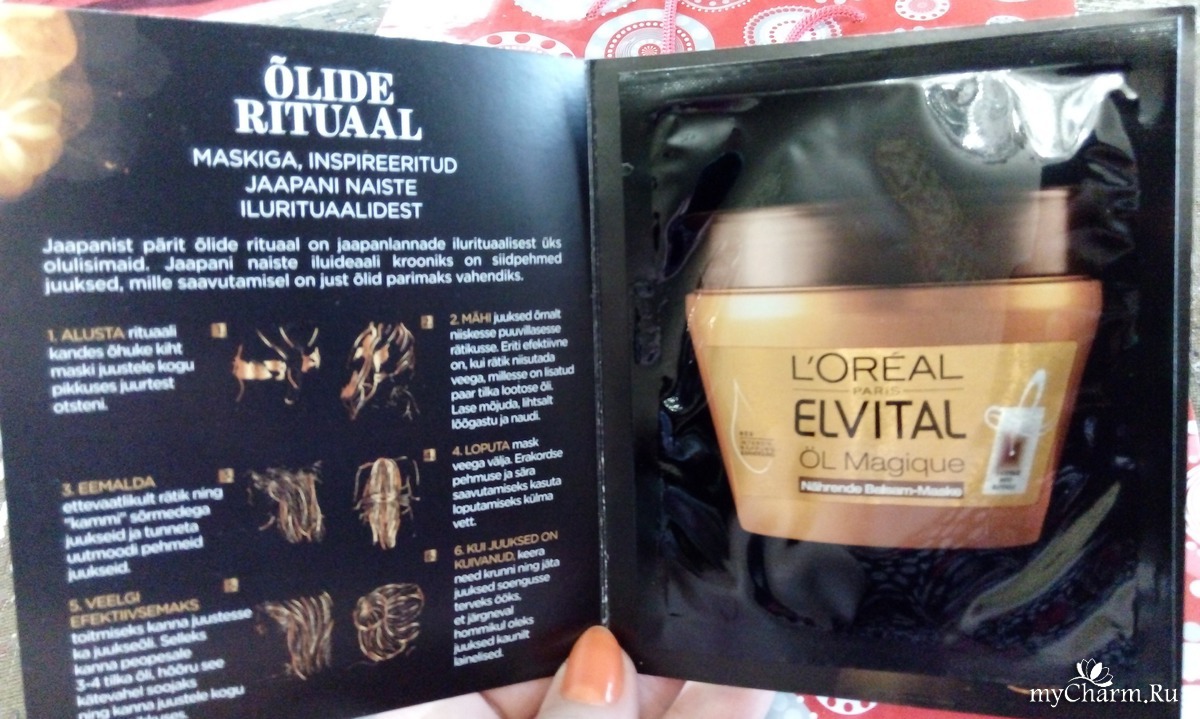 ÕLIDE
RITUAAL
MASKIGA, INSPIREERITUD
JAAPANI NAISTE
ILURITUAALIDEST
Jaapanist pärit õlide rituaal on jaapanlannade ilurituaalisest üks
olulisimaid. Jaapani naiste iluideaali krooniks on siidpehmed
juuksed, mille saavutamisel on just õlid parimaks vahendiks.
1. ALUSTA rituaali
kandes õhuke kiht
maski juustele kogu
pikkuses juurtest
otsteni.
2. MÄHI juuksed õrnalt
niiskesse puuvillasesse
rätikusse. Eriti efektiivne
on, kui rätik niisutada
veega, millesse on lisatud
paar tilka lootose õli.
Lase mõjuda, lihtsalt
lõõgastu ja naudi.
3. EEMALDA
ettevaatlikult rätik ning
"kammi" sõrmedega
juukseid ja tunneta
uutmoodi pehmeid
juukseid.
4. LOPUTA mask
veega välja. Erakordse
pehmuse ja sära
saavutamiseks kasuta
loputamiseks külma
vett.
5. VEELGI
EFEKTIIVSEMAKS
toitmiseks kanna juustesse
ka juukseõli. Selleks
kanna peopesale
3-4 tilka õli, hõõru see
kätevahel soojaks
ning kanna juustele kogu
6. KUI JUUKSED ON
KUIVANUD, keera
need krunni ning jäta
juuksed soengusse
terveks ööks,
et järgneval
hommikul oleks
juuksed kaunilt
lainelised.
L'ORÉAL
PARIS
ELVITAL
ÖL Magique
Nährende Balsam-Maske
myCharm.Ru